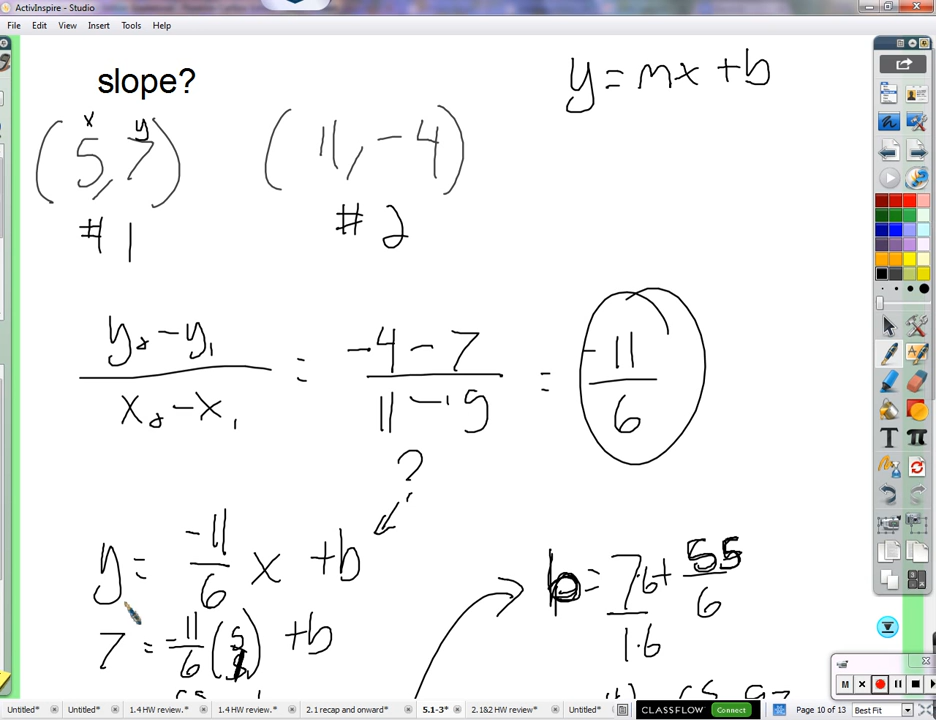 ActivInspire - Studio
File Edit View Insert Tools Help
slope?
y = mx + b
x y
(5, 7) (11, -4)
# 1 # 2
y₂ - y₁ = -4 - 7 = -11
x₂ - x₁ 11 - 5 6
?
y = -11/6 x + b
b = 7·6 + 55
1·6 6
7 = -11/6 (5) + b
Untitled* Untitled* 1.4 HW review.* 1.4 HW review.* 2.1 recap and onward* 5.1-3* 2.1&2 HW review* Untitled* CLASSFLOW Connect Page 10 of 13 Best Fit
M